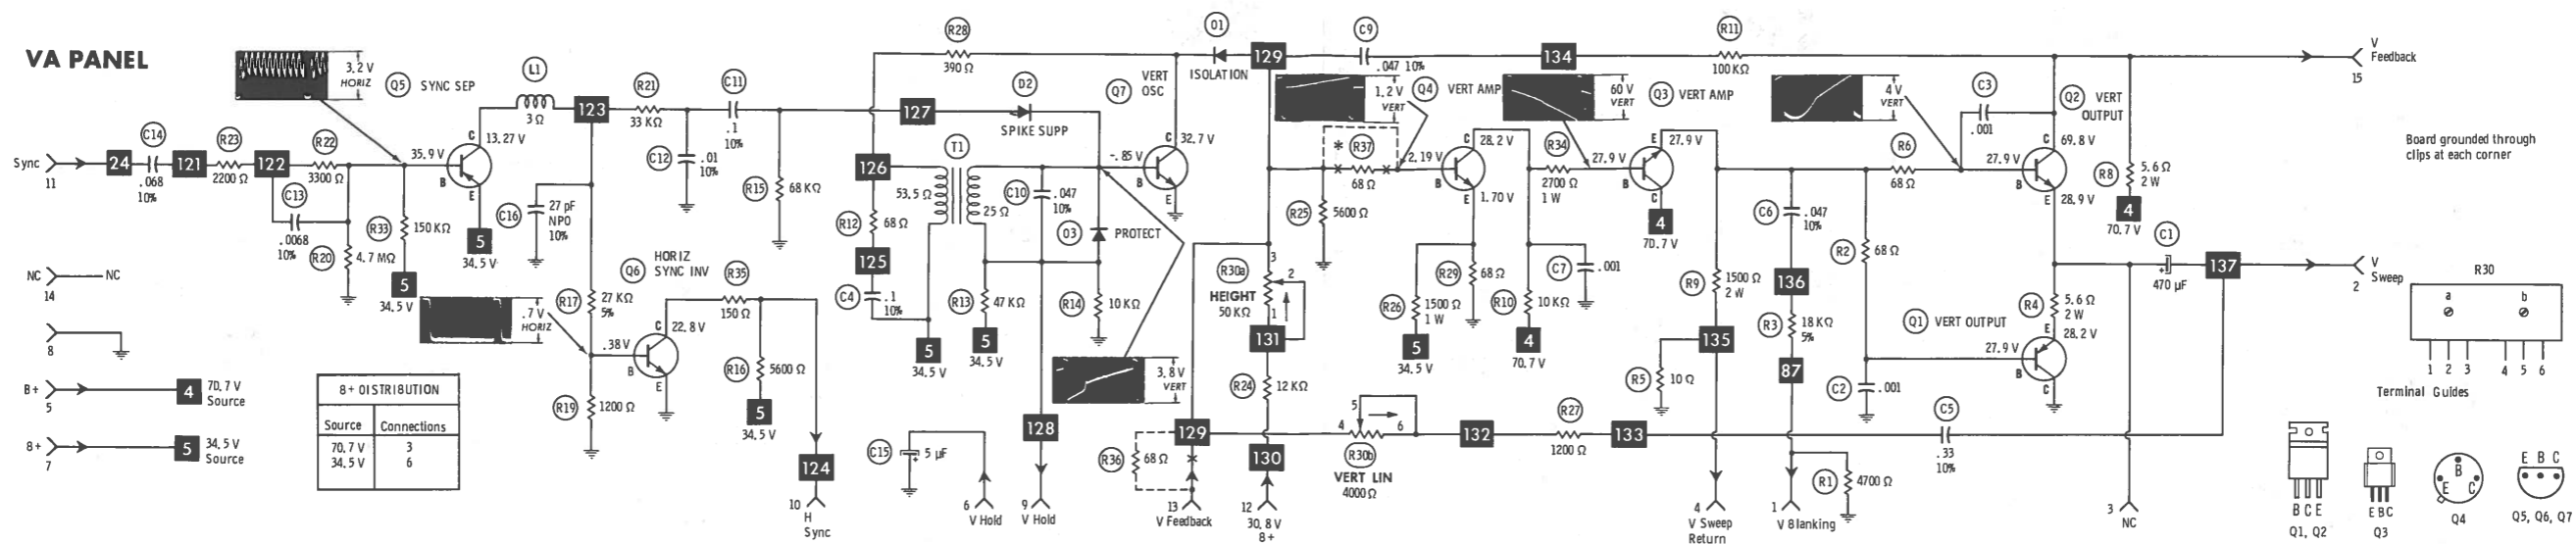 VA PANEL
3.2 V
HORIZ
Q5 SYNC SEP
L1
3 Ω
123
R21
33 KΩ
C11
.1
10%
C12
.01
10%
R15
68 KΩ
Sync
11
24
C14
.068
10%
121
R23
2200 Ω
122
R22
3300 Ω
C13
.0068
10%
R20
4.7 MΩ
R33
150 KΩ
5
34.5 V
35.9 V
B
C
13.27 V
E
5
34.5 V
C16
27 pF
NPO
10%
NC
NC
14
8
B+
5
4
70.7 V
Source
8+
7
5
34.5 V
Source
8+ OISTRIBUTION
Source
Connections
70.7 V
3
34.5 V
6
.7 V
HORIZ
R17
27 KΩ
5%
R19
1200 Ω
Q6
HORIZ
SYNC INV
.38 V
B
C
22.8 V
E
R35
150 Ω
R16
5600 Ω
5
34.5 V
124
10
H
Sync
R28
390 Ω
127
D2
SPIKE SUPP
126
53.5 Ω
T1
25 Ω
R12
68 Ω
125
C4
.1
10%
5
34.5 V
R13
47 KΩ
5
34.5 V
C10
.047
10%
O3
PROTECT
R14
10 KΩ
Q7
VERT
OSC
-.85 V
B
C
32.7 V
E
3.8 V
VERT
C15
5 µF
6
V Hold
128
9
V Hold
O1
ISOLATION
129
C9
.047 10%
1.2 V
VERT
Q4
VERT AMP
*
R37
68 Ω
R25
5600 Ω
2.19 V
B
C
28.2 V
E
1.70 V
3
R30a
2
HEIGHT
50 KΩ
1
131
R24
12 KΩ
130
12
30.8 V
8+
129
R36
68 Ω
13
V Feedback
4
5
6
R30b
VERT LIN
4000 Ω
132
R27
1200 Ω
133
R26
1500 Ω
1 W
5
34.5 V
R29
68 Ω
R10
10 KΩ
4
70.7 V
C7
.001
134
60 V
VERT
R34
2700 Ω
1 W
Q3 VERT AMP
27.9 V
B
E
27.9 V
C
4
70.7 V
R11
100 KΩ
4 V
VERT
C3
.001
R6
68 Ω
R9
1500 Ω
2 W
135
R5
10 Ω
4
V Sweep
Return
C6
.047
10%
136
R3
18 KΩ
5%
87
R1
4700 Ω
1
V 8lanking
R2
68 Ω
C2
.001
C5
.33
10%
Q2
VERT
OUTPUT
27.9 V
B
C
69.8 V
E
28.9 V
Q1 VERT OUTPUT
27.9 V
B
E
28.2 V
C
R4
5.6 Ω
2 W
R8
5.6 Ω
2 W
4
70.7 V
C1
470 µF
137
3
NC
V
Feedback
15
V
Sweep
2
Board grounded through
clips at each corner
R30
a
b
1 2 3 4 5 6
Terminal Guides
B C E
Q1, Q2
E B C
Q3
B
E
C
Q4
E B C
Q5, Q6, Q7